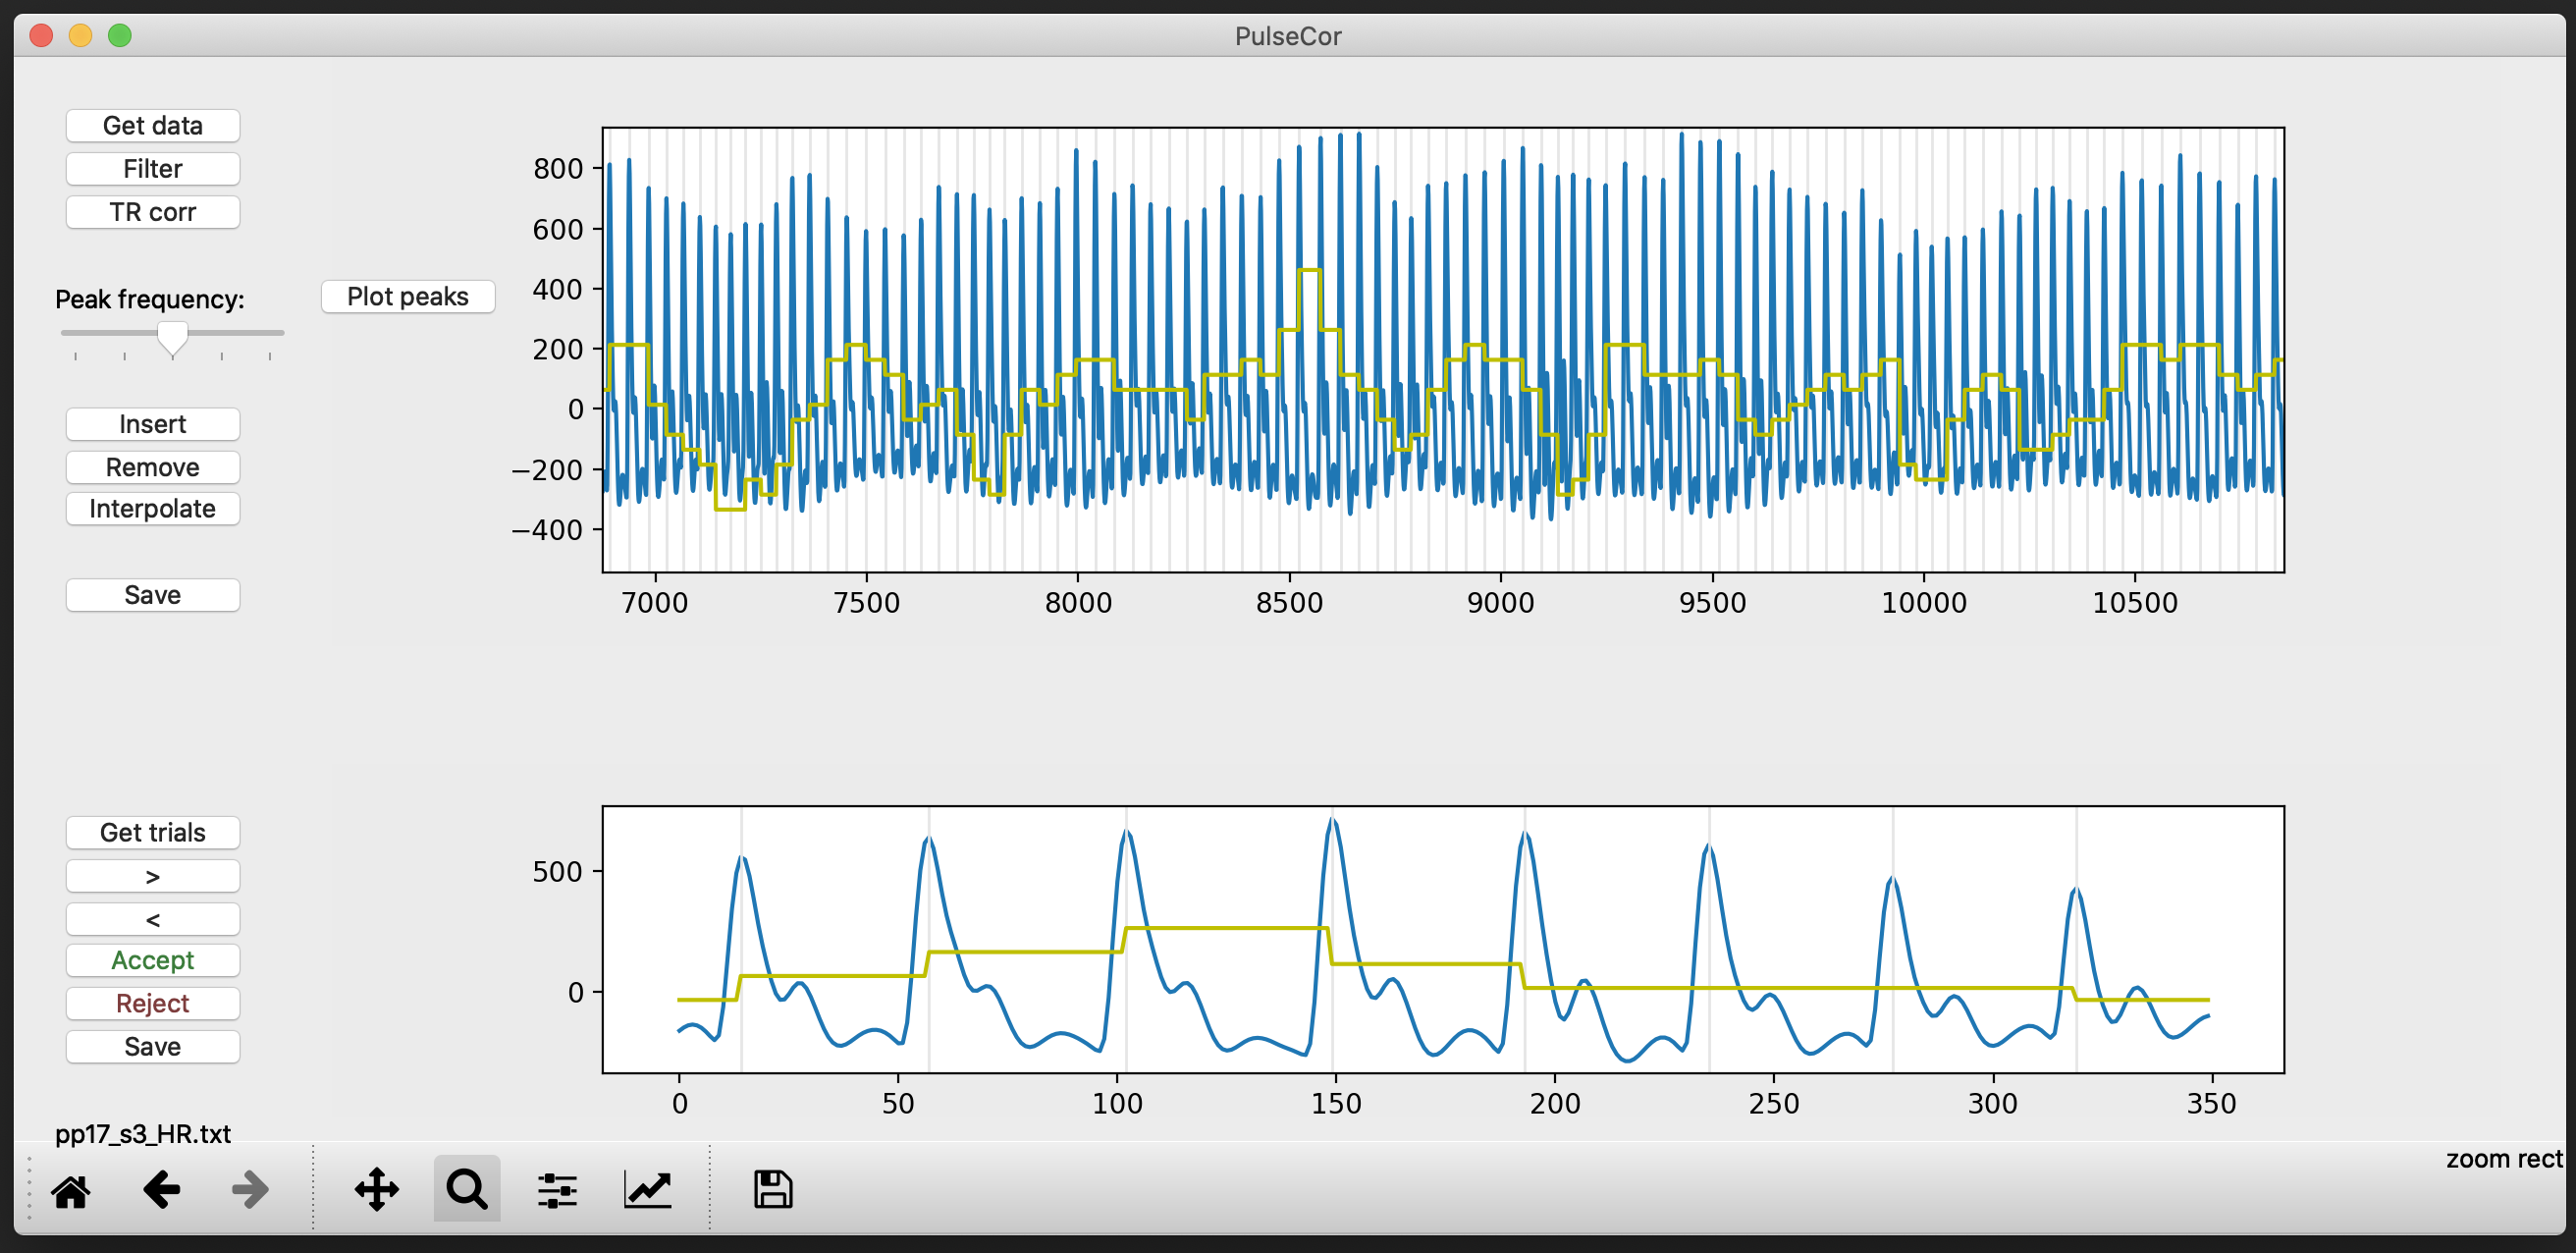 PulseCor
Get data
Filter
TR corr
Peak frequency:
Plot peaks
Insert
Remove
Interpolate
Save
800
600
400
200
0
−200
−400
7000 7500 8000 8500 9000 9500 10000 10500
Get trials
>
<
Accept
Reject
Save
500
0
0 50 100 150 200 250 300 350
pp17_s3_HR.txt
zoom rect